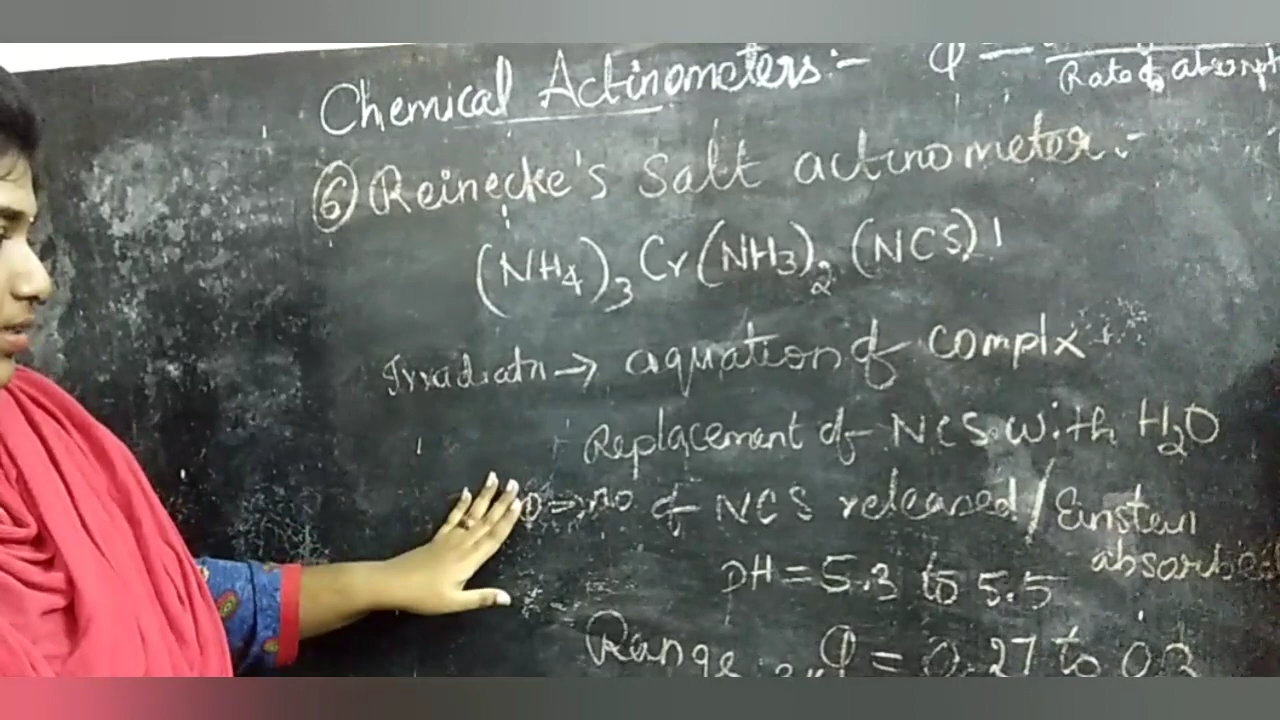 Chemical Actinometers:- φ =
Rate of absorpt
⑥ Reinecke's Salt actinometer:-
(NH4)3 Cr(NH3)2 (NCS)
Irradiatn → aquation of complx
Replacement of NCS with H2O
no of NCS released / Einstein
absorbed
pH = 5.3 to 5.5
Range φ = 0.27 to 0.3